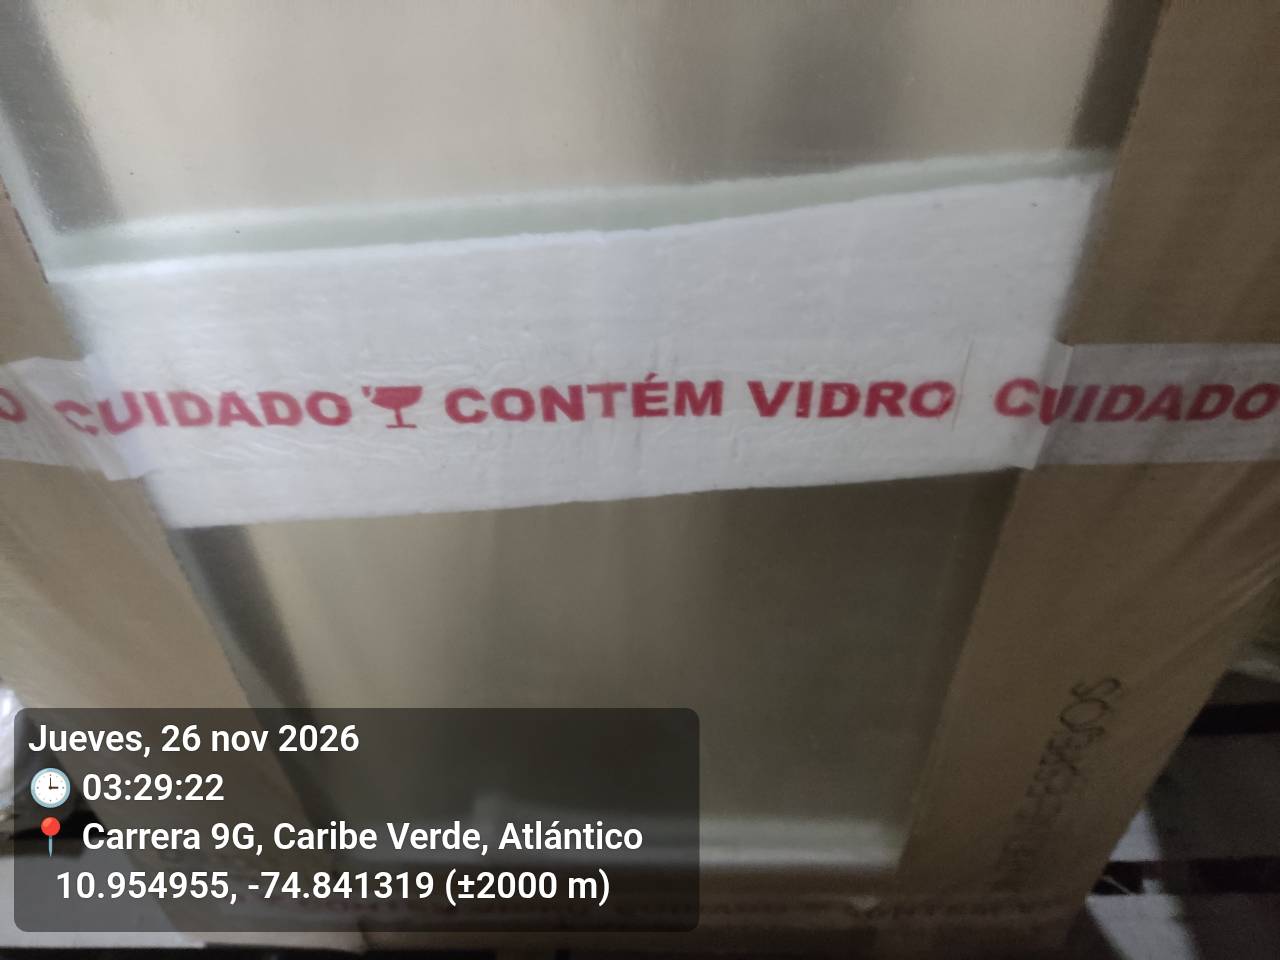 CUIDADO CONTÉM VIDRO CUIDADO
Jueves, 26 nov 2026
03:29:22
Carrera 9G, Caribe Verde, Atlántico
10.954955, -74.841319 (±2000 m)